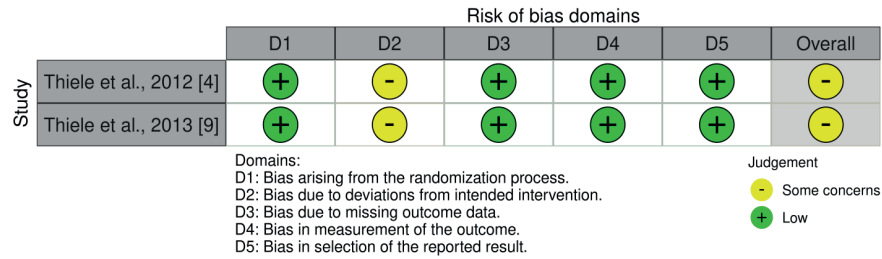 Risk of bias domains
D1 D2 D3 D4 D5 Overall
Study
Thiele et al., 2012 [4] + - + + + -
Thiele et al., 2013 [9] + - + + + -
Domains:
D1: Bias arising from the randomization process.
D2: Bias due to deviations from intended intervention.
D3: Bias due to missing outcome data.
D4: Bias in measurement of the outcome.
D5: Bias in selection of the reported result.
Judgement
- Some concerns
+ Low